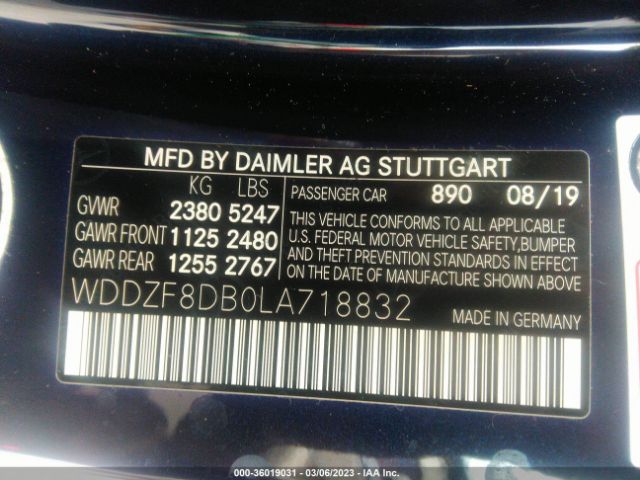 MFD BY DAIMLER AG STUTTGART
KG LBS
GVWR 2380 5247
GAWR FRONT 1125 2480
GAWR REAR 1255 2767
PASSENGER CAR 890 08/19
THIS VEHICLE CONFORMS TO ALL APPLICABLE
U.S. FEDERAL MOTOR VEHICLE SAFETY,BUMPER
AND THEFT PREVENTION STANDARDS IN EFFECT
ON THE DATE OF MANUFACTURE SHOWN ABOVE
WDDZF8DB0LA718832
MADE IN GERMANY
000-36019031 | 03/06/2023 | IAA Inc.